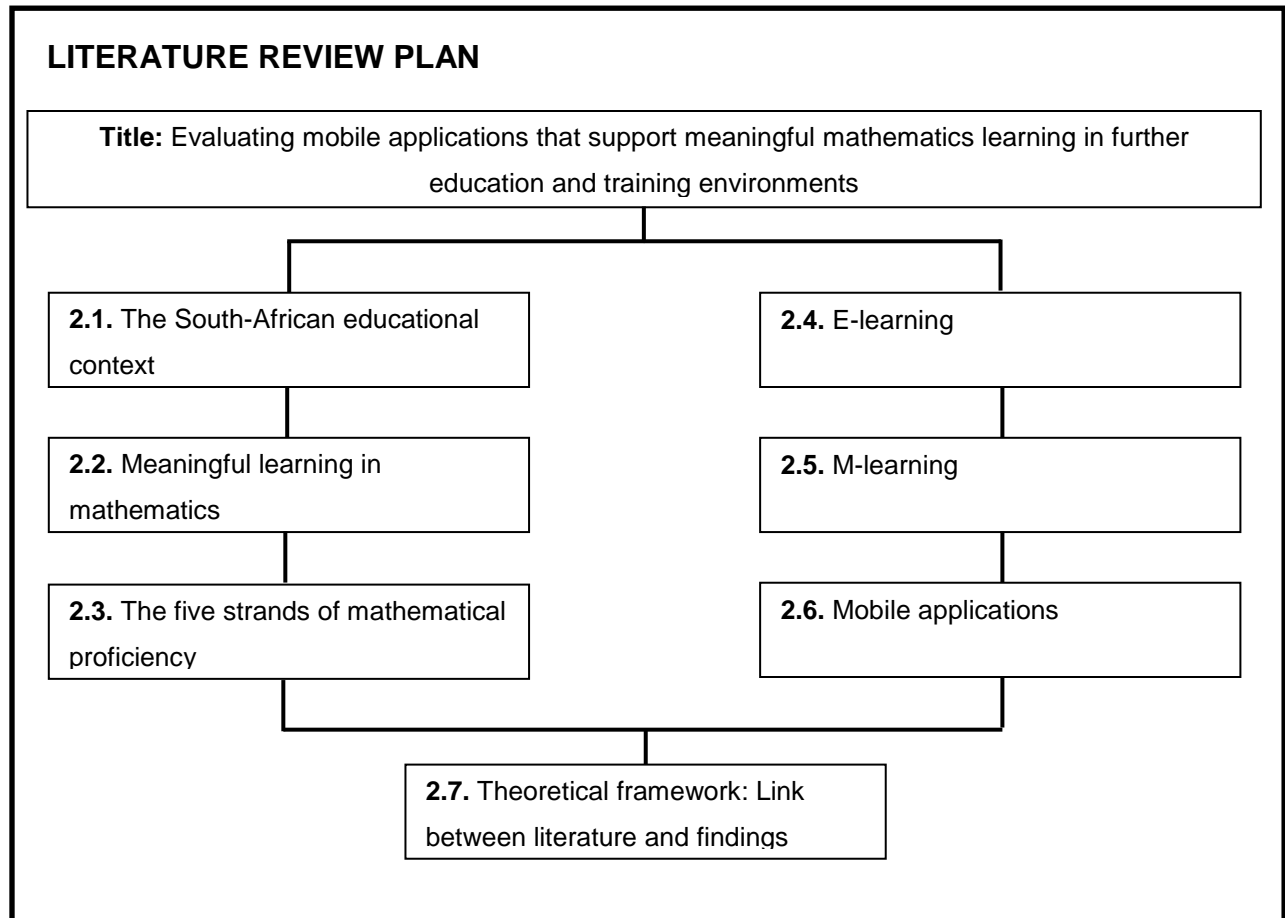 LITERATURE REVIEW PLAN
Title: Evaluating mobile applications that support meaningful mathematics learning in further
education and training environments
2.1. The South-African educational
context
2.2. Meaningful learning in
mathematics
2.3. The five strands of mathematical
proficiency
2.4. E-learning
2.5. M-learning
2.6. Mobile applications
2.7. Theoretical framework: Link
between literature and findings